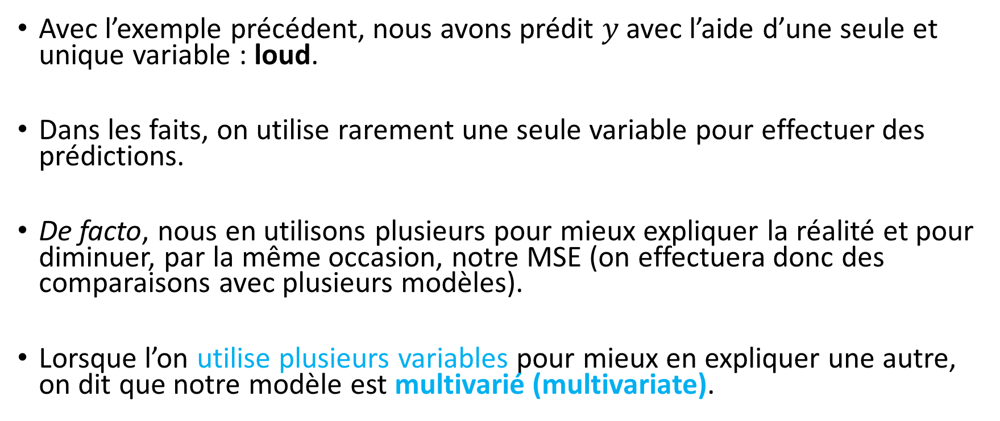 • Avec l’exemple précédent, nous avons prédit y avec l’aide d’une seule et
unique variable : loud.
• Dans les faits, on utilise rarement une seule variable pour effectuer des
prédictions.
• De facto, nous en utilisons plusieurs pour mieux expliquer la réalité et pour
diminuer, par la même occasion, notre MSE (on effectuera donc des
comparaisons avec plusieurs modèles).
• Lorsque l’on utilise plusieurs variables pour mieux en expliquer une autre,
on dit que notre modèle est multivarié (multivariate).